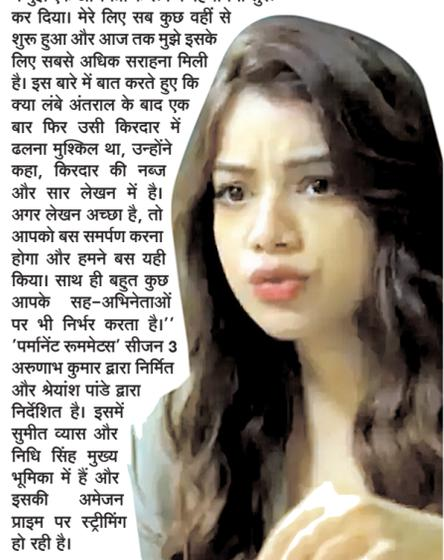 कर दिया। मेरे लिए सब कुछ वहीं से
शुरू हुआ और आज तक मुझे इसके
लिए सबसे अधिक सराहना मिली
है। इस बारे में बात करते हुए कि
क्या लंबे अंतराल के बाद एक
बार फिर उसी किरदार में
ढलना मुश्किल था, उन्होंने
कहा, किरदार की नब्ज
और सार लेखन में है।
अगर लेखन अच्छा है, तो
आपको बस समर्पण करना
होगा और हमने बस यही
किया। साथ ही बहुत कुछ
आपके सह-अभिनेताओं
पर भी निर्भर करता है।''
'पर्मानेंट रूममेटस' सीजन 3
अरुणाभ कुमार द्वारा निर्मित
और श्रेयांश पांडे द्वारा
निर्देशित है। इसमें
सुमीत व्यास और
निधि सिंह मुख्य
भूमिका में हैं और
इसकी अमेजन
प्राइम पर स्ट्रीमिंग
हो रही है।